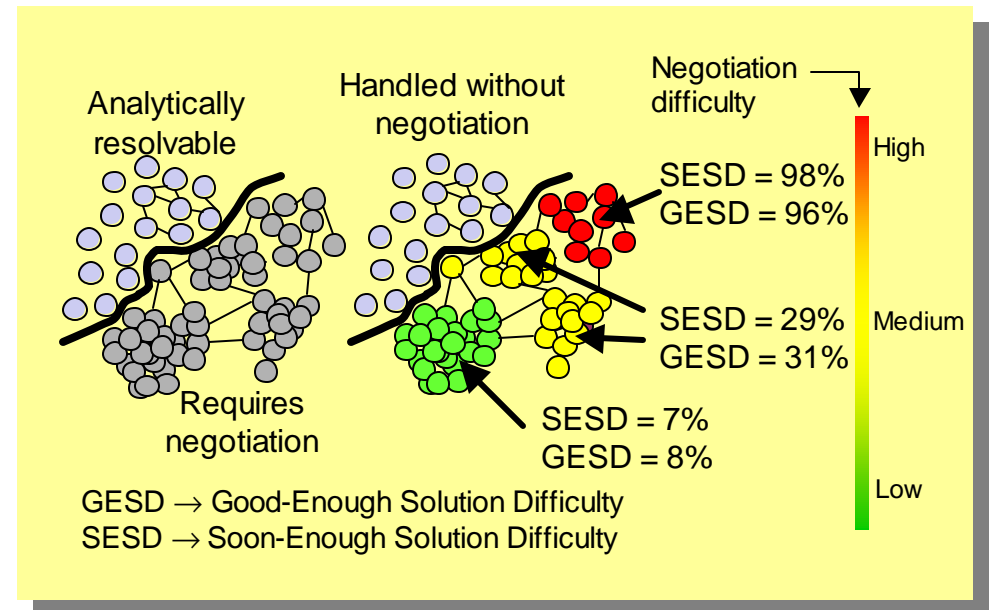 Analytically
resolvable
Handled without
negotiation
Negotiation
difficulty
High
SESD = 98%
GESD = 96%
SESD = 29%
GESD = 31%
Medium
Requires
negotiation
SESD = 7%
GESD = 8%
Low
GESD → Good-Enough Solution Difficulty
SESD → Soon-Enough Solution Difficulty